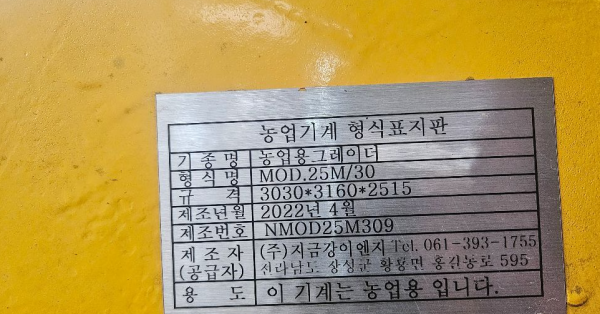 농업기계 형식표지판
기 종 명 농업용그레이더
형 식 명 MOD.25M/30
규 격 3030*3160*2515
제조년월 2022년 4월
제조번호 NMOD25M309
제 조 자 (주)지금강이엔지 Tel. 061-393-1755
(공급자) 전라남도 장성군 황룡면 홍길동로 595
용 도 이 기계는 농업용 입니다.